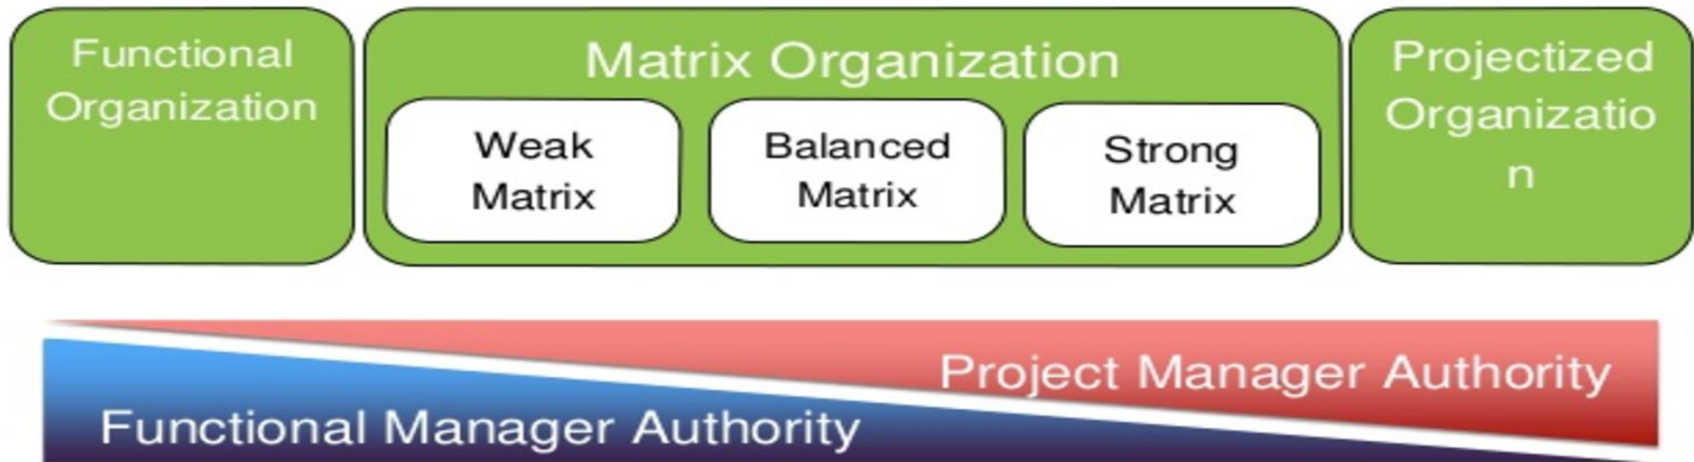 Functional
Organization
Matrix Organization
Weak
Matrix
Balanced
Matrix
Strong
Matrix
Projectized
Organizatio
n
Project Manager Authority
Functional Manager Authority